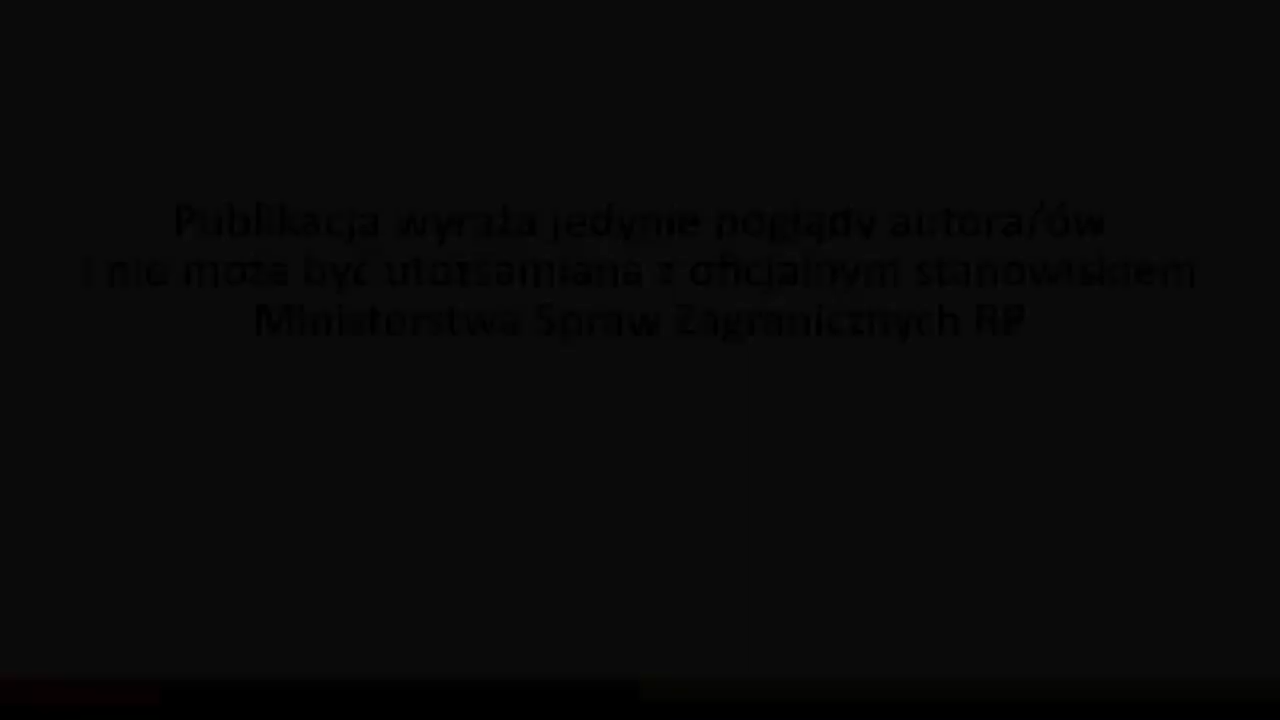 Publikacja wyraża jedynie poglądy autora/ów
i nie może być utożsamiana z oficjalnym stanowiskiem
Ministerstwa Spraw Zagranicznych RP